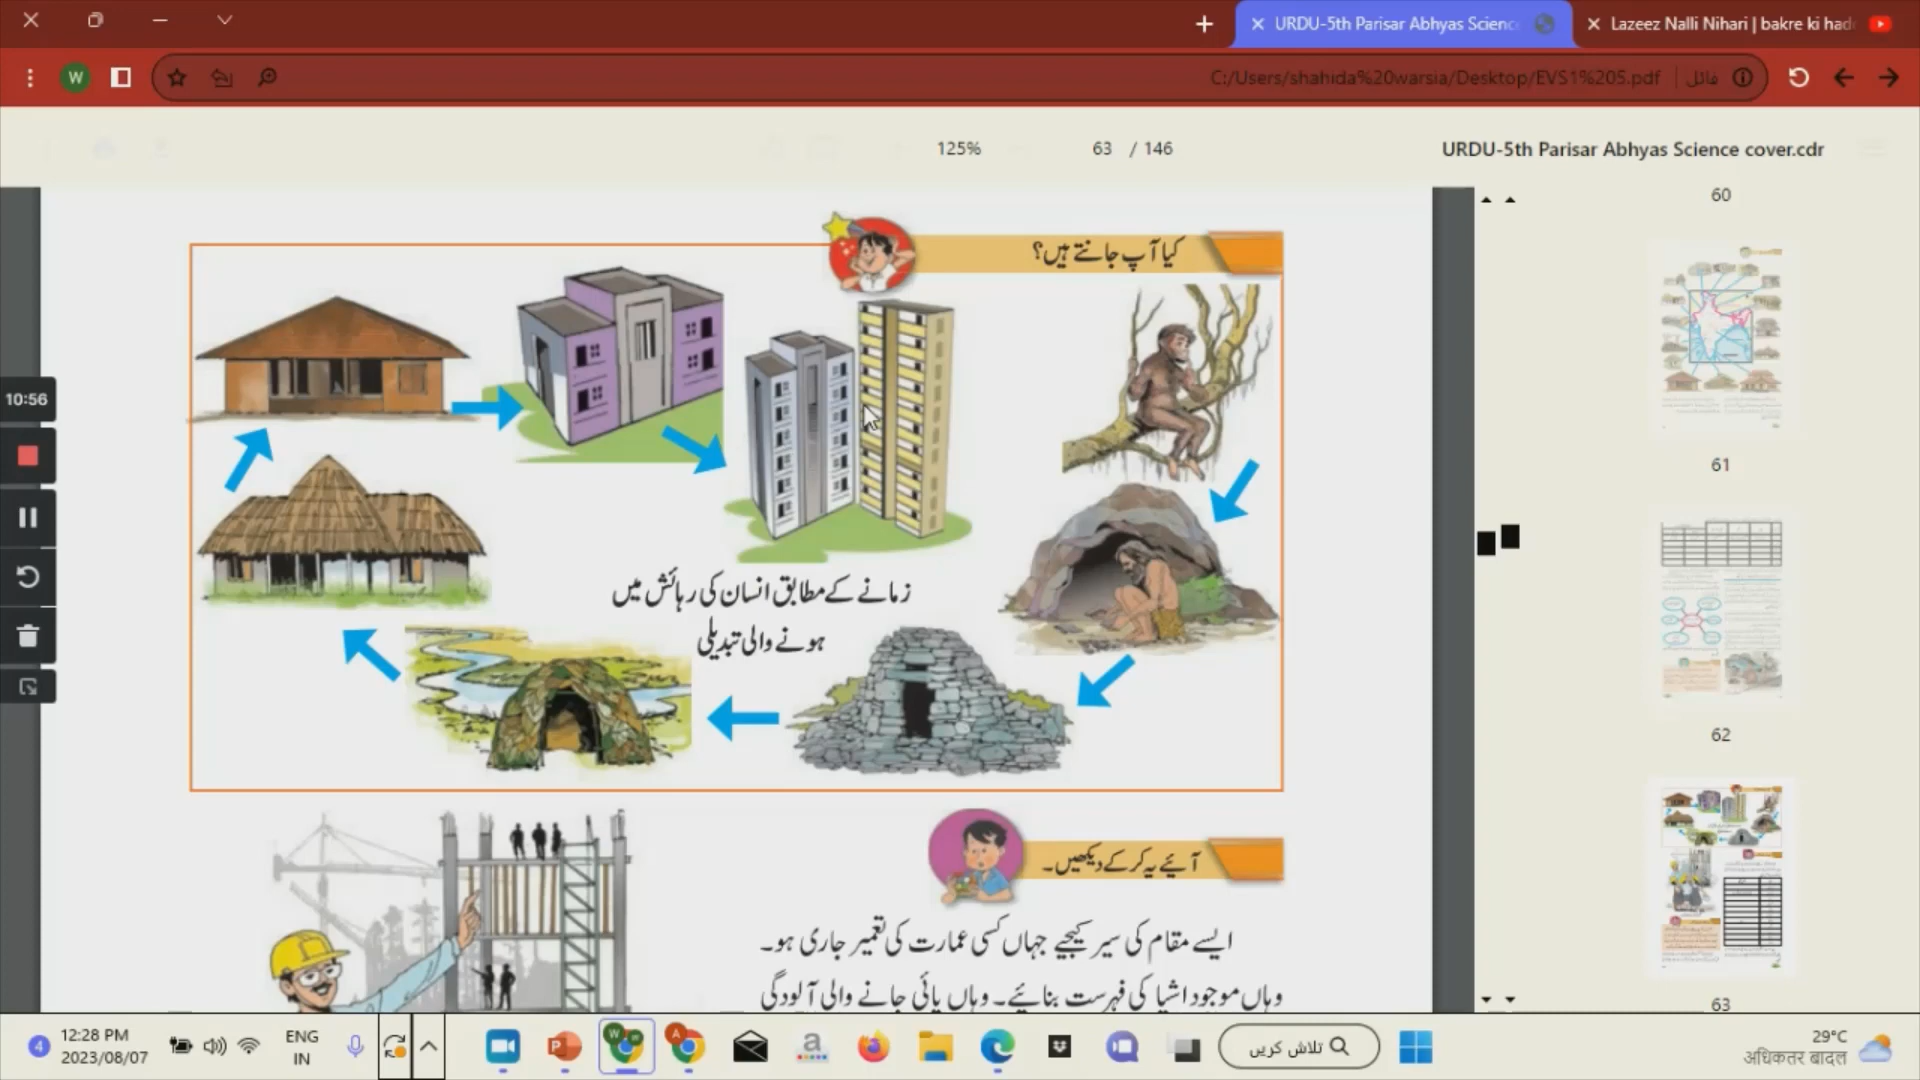 URDU-5th Parisar Abhyas Scienc
Lazeez Nalli Nihari | bakre ki had
W
C:/Users/shahida%20warsia/Desktop/EVS1%205.pdf
فائل
125%
63 / 146
URDU-5th Parisar Abhyas Science cover.cdr
کیا آپ جانتے ہیں؟
زمانے کے مطابق انسان کی رہائش میں
ہونے والی تبدیلی
آئیے یہ کر کے دیکھیں۔
ایسے مقام کی سیر کیجیے جہاں کسی عمارت کی تعمیر جاری ہو۔
وہاں موجود اشیا کی فہرست بنائیے۔ وہاں پائی جانے والی آلودگی
60
61
62
63
10:56
4
12:28 PM
2023/08/07
ENG
IN
تلاش کریں
29°C
अधिकतर बादल